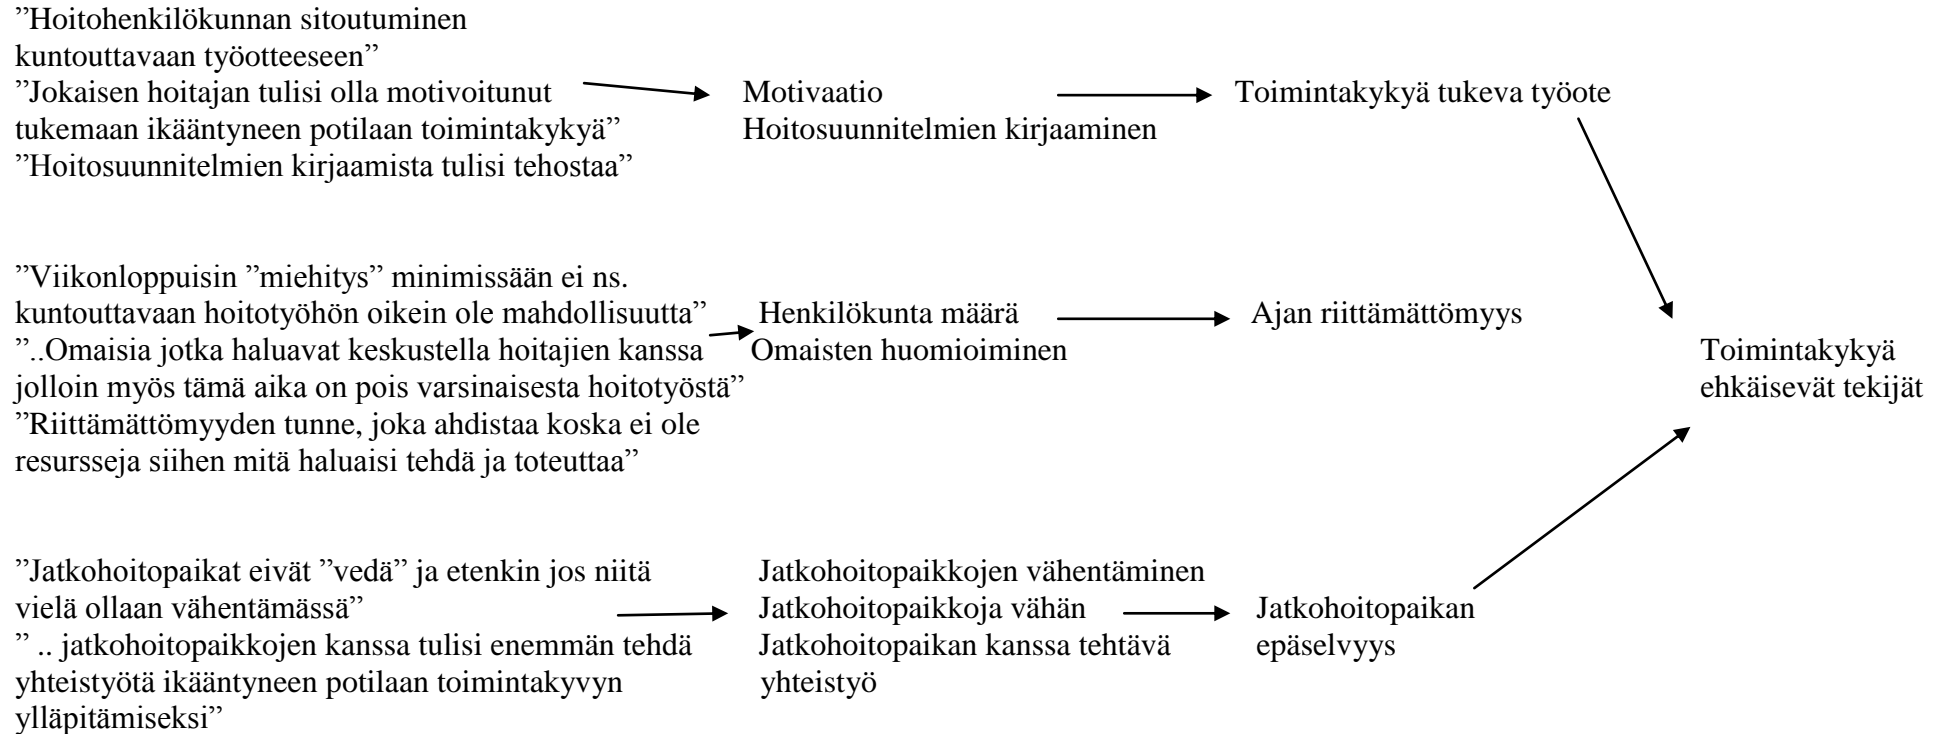 ”Hoitohenkilökunnan sitoutuminen
kuntouttavaan työotteeseen”
”Jokaisen hoitajan tulisi olla motivoitunut
tukemaan ikääntyneen potilaan toimintakykyä”
”Hoitosuunnitelmien kirjaamista tulisi tehostaa”
Motivaatio
Hoitosuunnitelmien kirjaaminen
Toimintakykyä tukeva työote
”Viikonloppuisin ”miehitys” minimissään ei ns.
kuntouttavaan hoitotyöhön oikein ole mahdollisuutta”
”..Omaisia jotka haluavat keskustella hoitajien kanssa
jolloin myös tämä aika on pois varsinaisesta hoitotyöstä”
”Riittämättömyyden tunne, joka ahdistaa koska ei ole
resursseja siihen mitä haluaisi tehdä ja toteuttaa”
Henkilökunta määrä
Omaisten huomioiminen
Ajan riittämättömyys
Toimintakykyä
ehkäisevät tekijät
”Jatkohoitopaikat eivät ”vedä” ja etenkin jos niitä
vielä ollaan vähentämässä”
” .. jatkohoitopaikkojen kanssa tulisi enemmän tehdä
yhteistyötä ikääntyneen potilaan toimintakyvyn
ylläpitämiseksi”
Jatkohoitopaikkojen vähentäminen
Jatkohoitopaikkoja vähän
Jatkohoitopaikan kanssa tehtävä
yhteistyö
Jatkohoitopaikan
epäselvyys